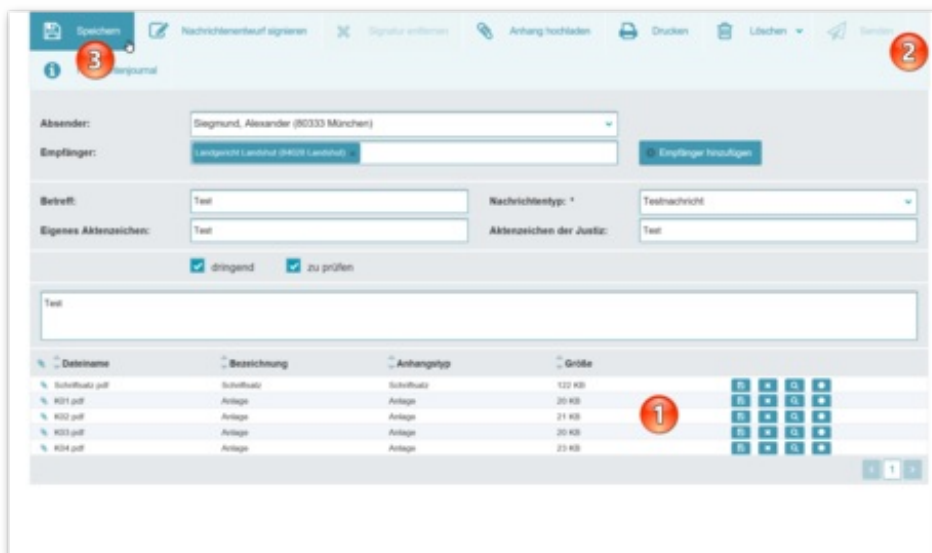 Speichern Nachrichtenentwurf signieren Signatur entfernen Anhang hochladen Drucken Löschen Senden
2
3
Absender: Siegmund, Alexander (80333 München)
Empfänger: Landgericht Landshut (84028 Landshut) Empfänger hinzufügen
Betreff: Test Nachrichtentyp: * Testnachricht
Eigenes Aktenzeichen: Test Aktenzeichen der Justiz: Test
dringend zu prüfen
Test
Dateiname Bezeichnung Anhangstyp Größe
Schriftsatz.pdf Schriftsatz Schriftsatz 122 KB
K01.pdf Anlage Anlage 20 KB
K02.pdf Anlage Anlage 21 KB
1
K03.pdf Anlage Anlage 20 KB
K04.pdf Anlage Anlage 23 KB
1